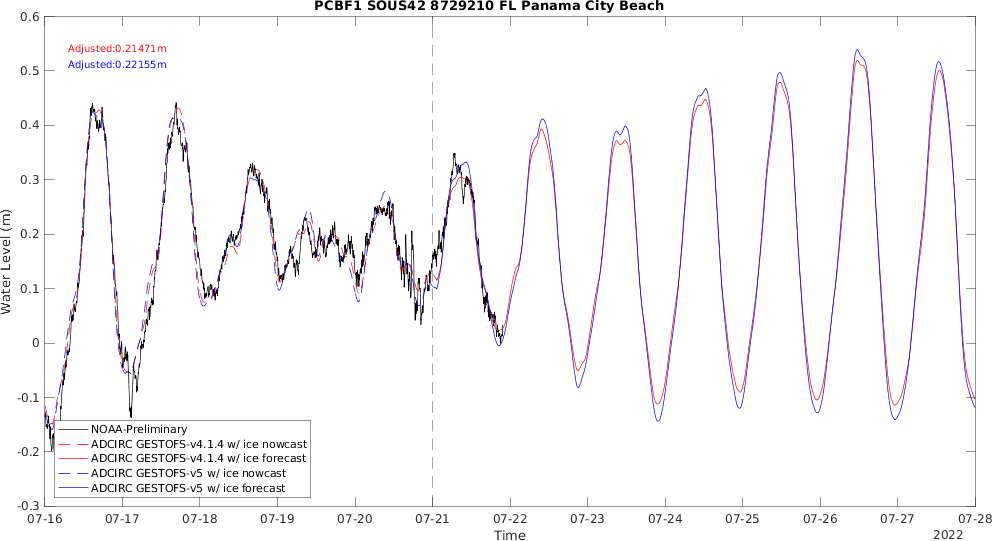 PCBF1 SOUS42 8729210 FL Panama City Beach
0.6
0.5
0.4
0.3
0.2
0.1
0
-0.1
-0.2
-0.3
Water Level (m)
Adjusted:0.21471m
Adjusted:0.22155m
NOAA-Preliminary
ADCIRC GESTOFS-v4.1.4 w/ ice nowcast
ADCIRC GESTOFS-v4.1.4 w/ ice forecast
ADCIRC GESTOFS-v5 w/ ice nowcast
ADCIRC GESTOFS-v5 w/ ice forecast
07-16 07-17 07-18 07-19 07-20 07-21 07-22 07-23 07-24 07-25 07-26 07-27 07-28
Time
2022